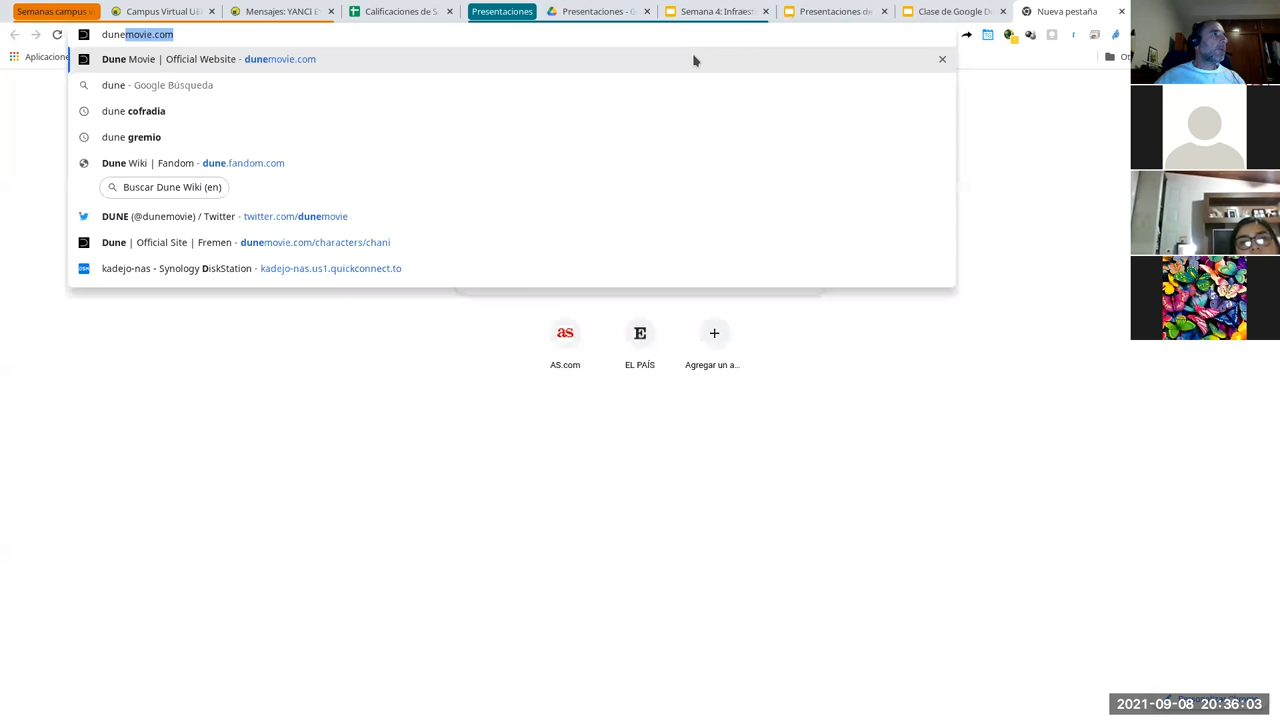 Semanas campus v
Campus Virtual UE
Mensajes: YANCI E
Calificaciones de S
Presentaciones
Presentaciones - G
Semana 4: Infraest
Presentaciones de
Clase de Google D
Nueva pestaña
dunemovie.com
Aplicacione
Dune Movie | Official Website - dunemovie.com
Ot
dune - Google Búsqueda
dune cofradia
dune gremio
Dune Wiki | Fandom - dune.fandom.com
Buscar Dune Wiki (en)
DUNE (@dunemovie) / Twitter - twitter.com/dunemovie
Dune | Official Site | Fremen - dunemovie.com/characters/chani
kadejo-nas - Synology DiskStation - kadejo-nas.us1.quickconnect.to
as
E
AS.com
EL PAÍS
Agregar un a...
2021-09-08 20:36:03